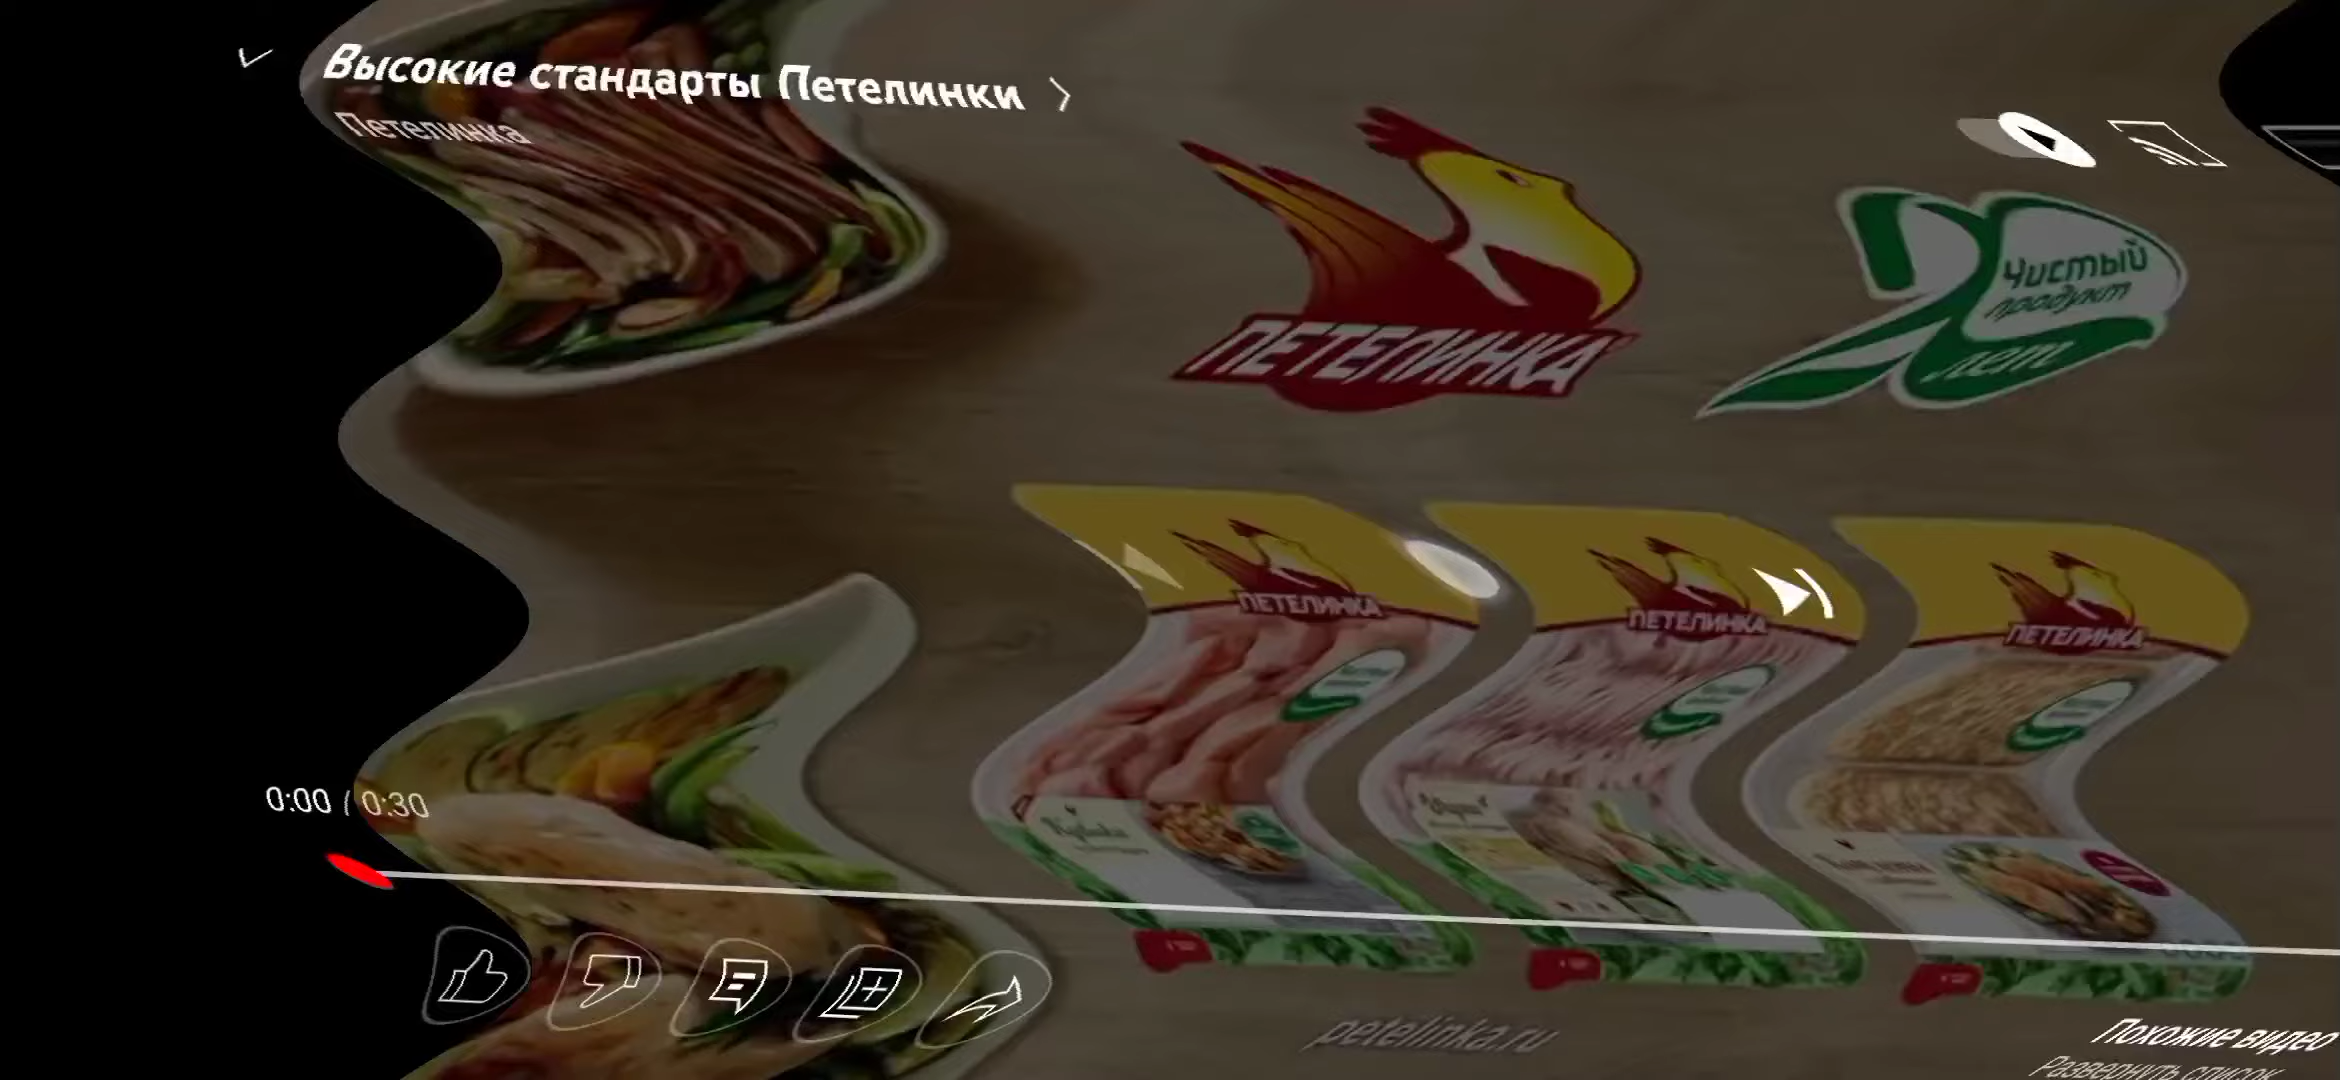 Высокие стандарты Петелинки
Петелинка
ПЕТЕЛИНКА
Чистый
продукт
лет
ПЕТЕЛИНКА
ПЕТЕЛИНКА
ПЕТЕЛИНКА
0:00 / 0:30
petelinka.ru
Похожие видео
Развернуть список